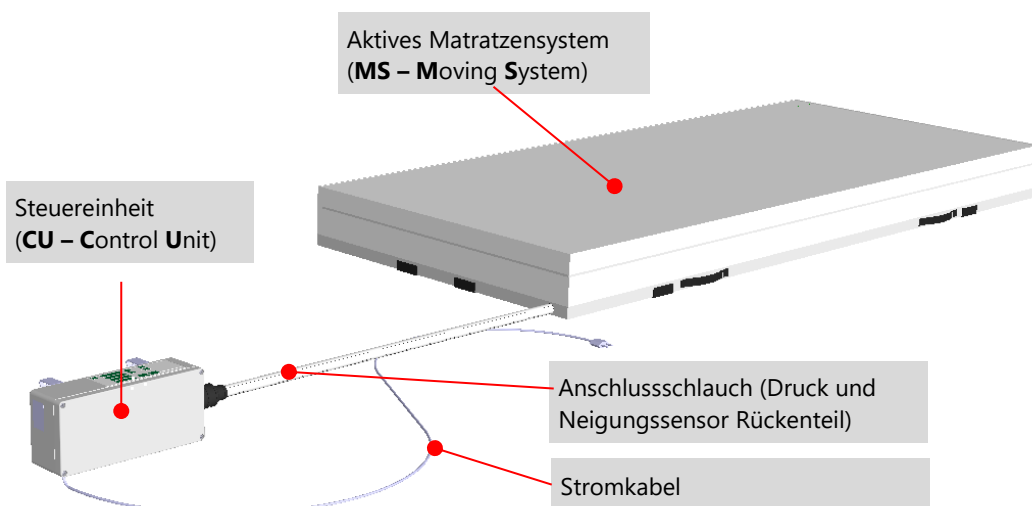 Aktives Matratzensystem
(MS – Moving System)
Steuereinheit
(CU – Control Unit)
Anschlussschlauch (Druck und
Neigungssensor Rückenteil)
Stromkabel